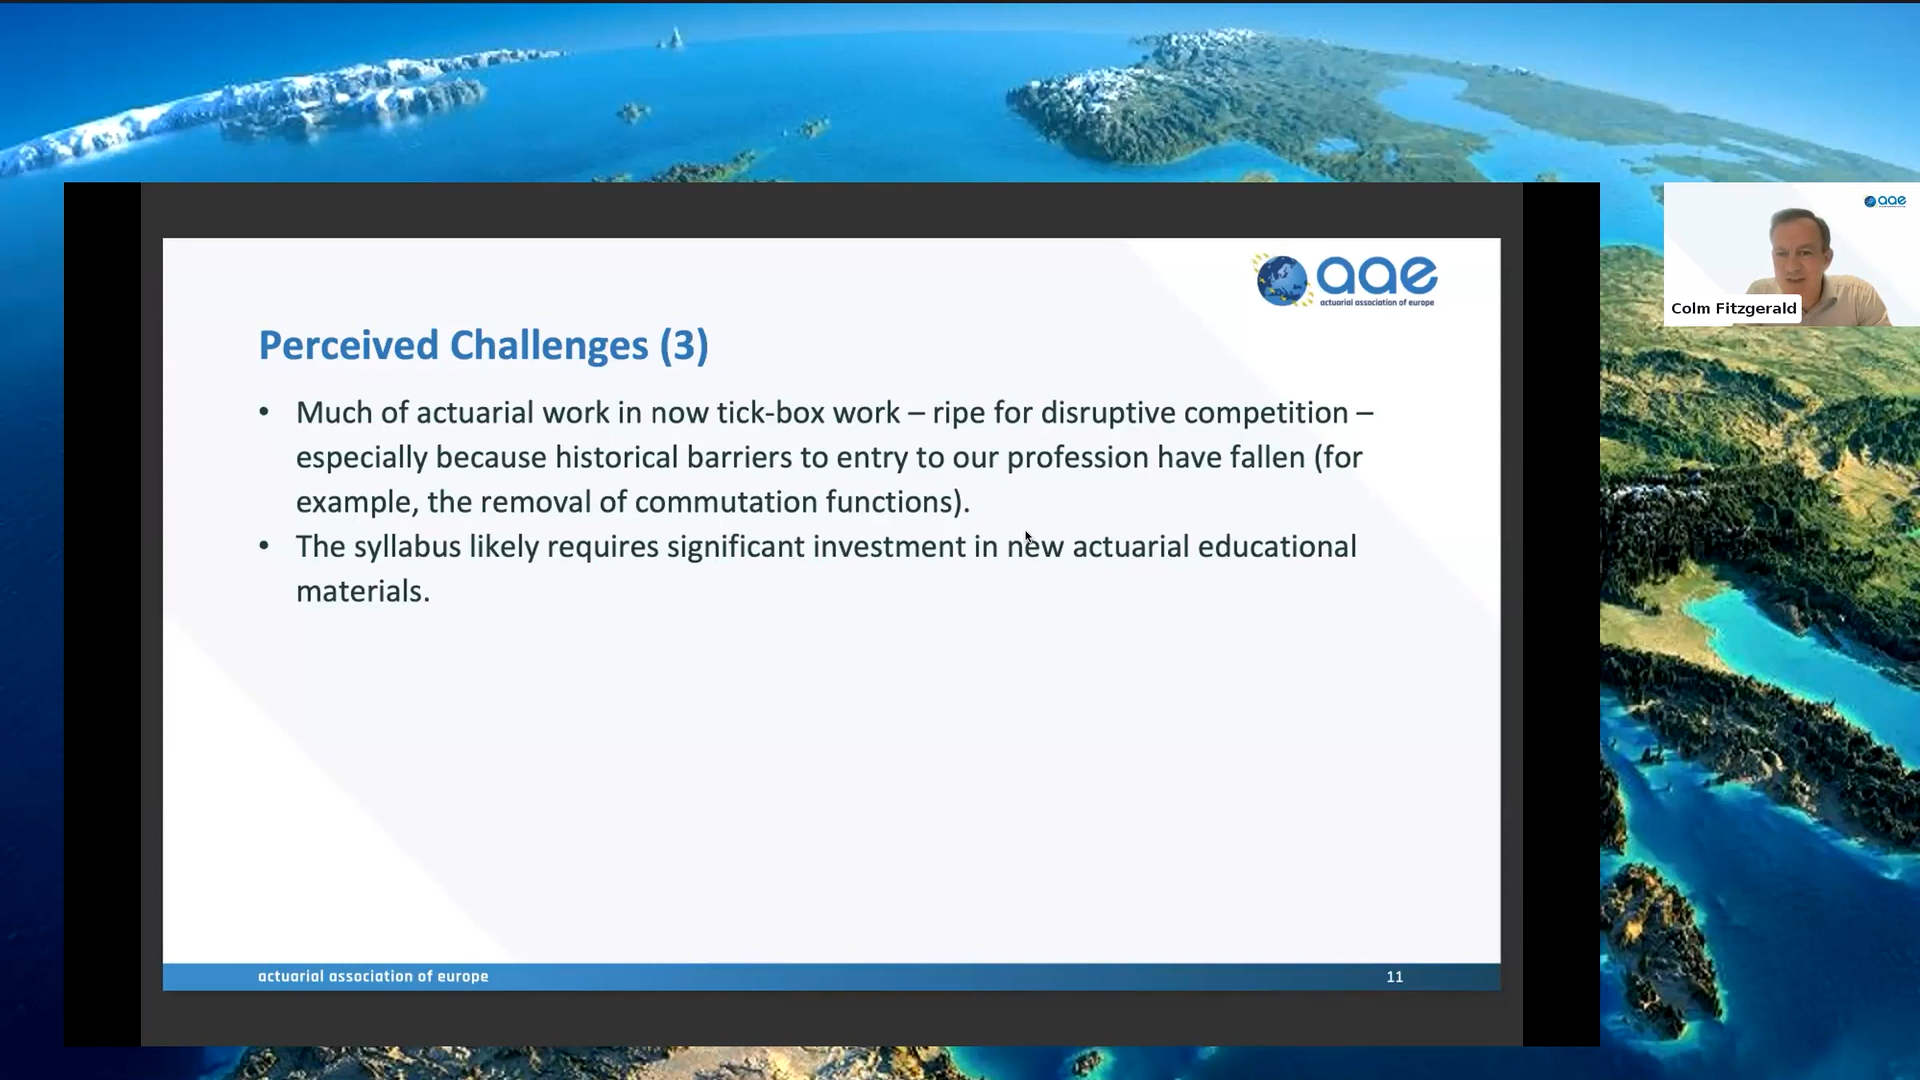 aae
actuarial association of europe
Perceived Challenges (3)
• Much of actuarial work in now tick-box work – ripe for disruptive competition –
especially because historical barriers to entry to our profession have fallen (for
example, the removal of commutation functions).
• The syllabus likely requires significant investment in new actuarial educational
materials.
actuarial association of europe
11
aae
Colm Fitzgerald